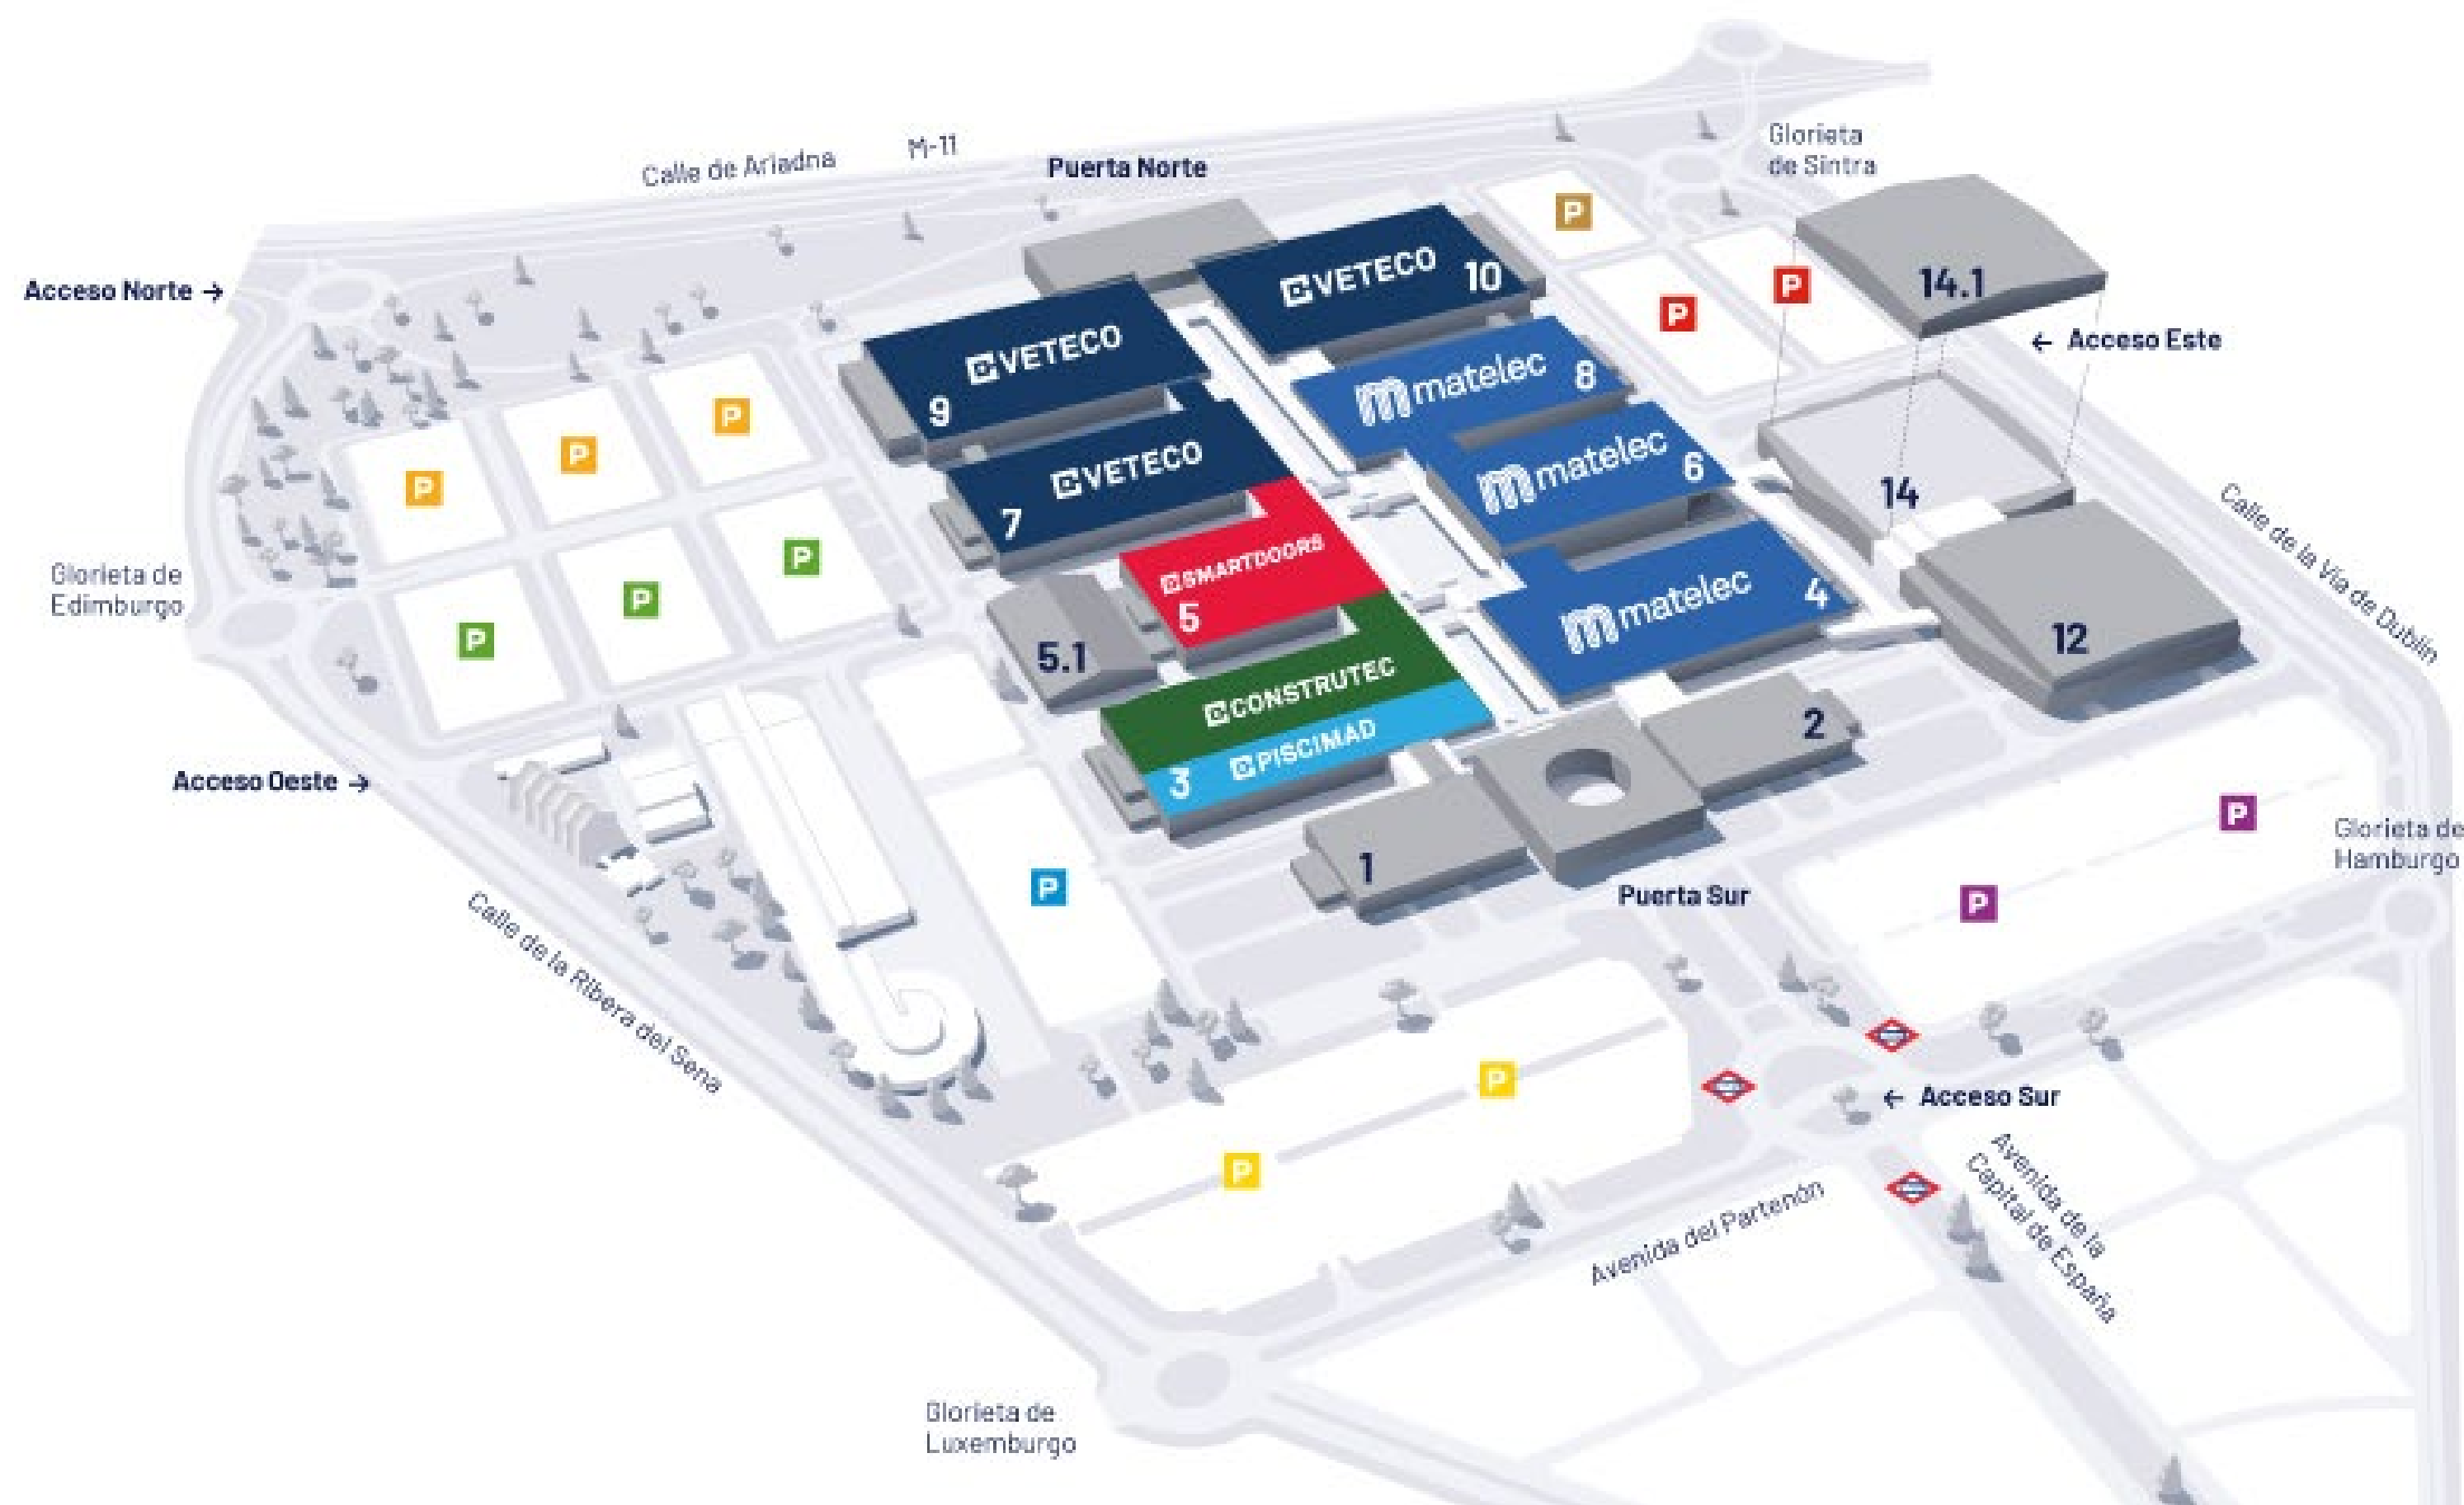 Calle de Ariadna
M-11
Puerta Norte
Glorieta
de Sintra
P
14.1
Acceso Norte →
VETECO 10
P
P
← Acceso Este
VETECO
9
matelec 8
P
P
P
VETECO
7
matelec 6
14
Calle de la Vía de Dublín
Glorieta de
Edimburgo
P
P
P
SMARTDOORS
5
matelec 4
5.1
12
CONSTRUTEC
PISCIMAD
3
2
Acceso Oeste →
P
Glorieta de
Hamburgo
1
P
Puerta Sur
P
Calle de la Ribera del Sena
P
P
← Acceso Sur
Avenida del Partenón
Avenida de la
Capital de España
Glorieta de
Luxemburgo